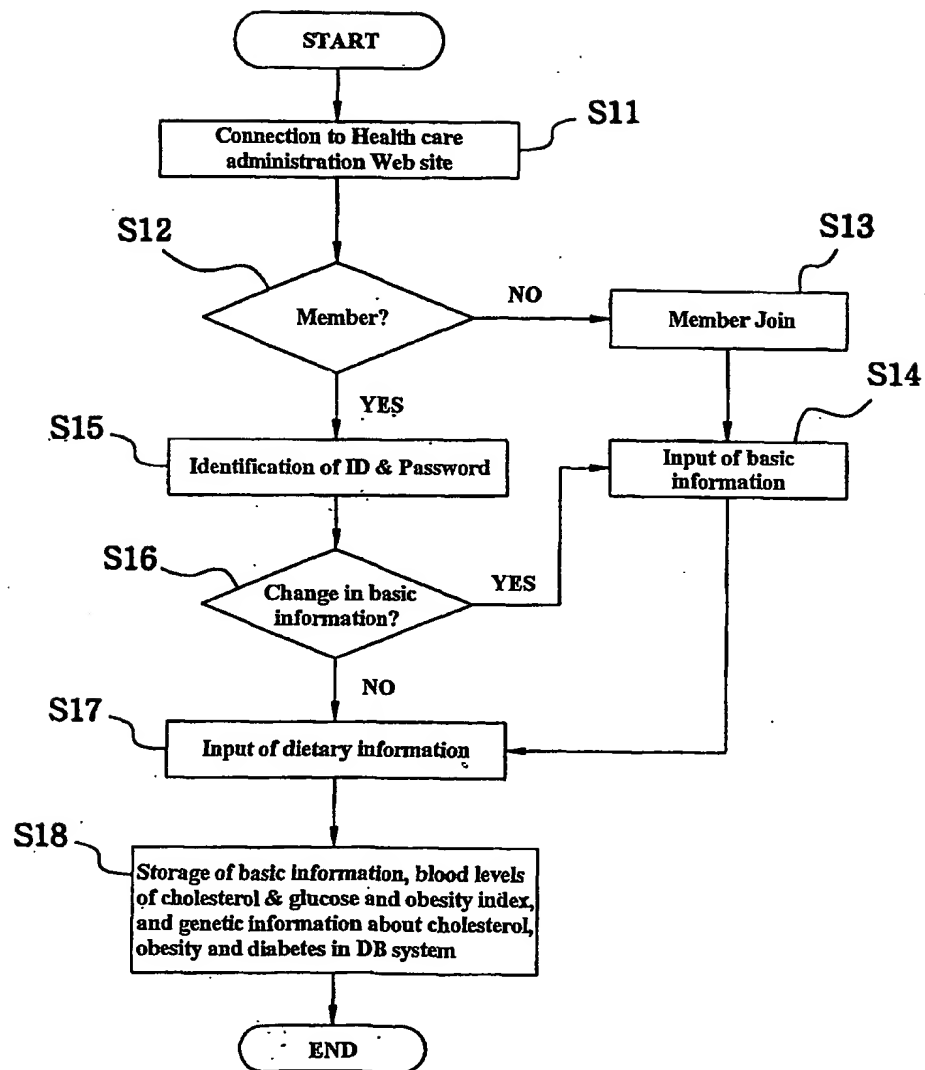 START
S11
Connection to Health care
administration Web site
S12
Member?
NO
S13
Member Join
YES
S14
Input of basic
information
S15
Identification of ID & Password
S16
Change in basic
information?
YES
NO
S17
Input of dietary information
S18
Storage of basic information, blood levels
of cholesterol & glucose and obesity index,
and genetic information about cholesterol,
obesity and diabetes in DB system
END